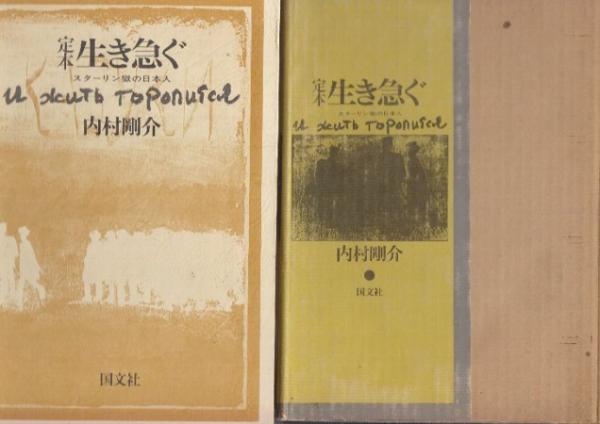 定本 生き急ぐ
スターリン獄の日本人
и жить торопится
内村剛介
国文社
定本 生き急ぐ
スターリン獄の日本人
и жить торопится
内村剛介
国文社